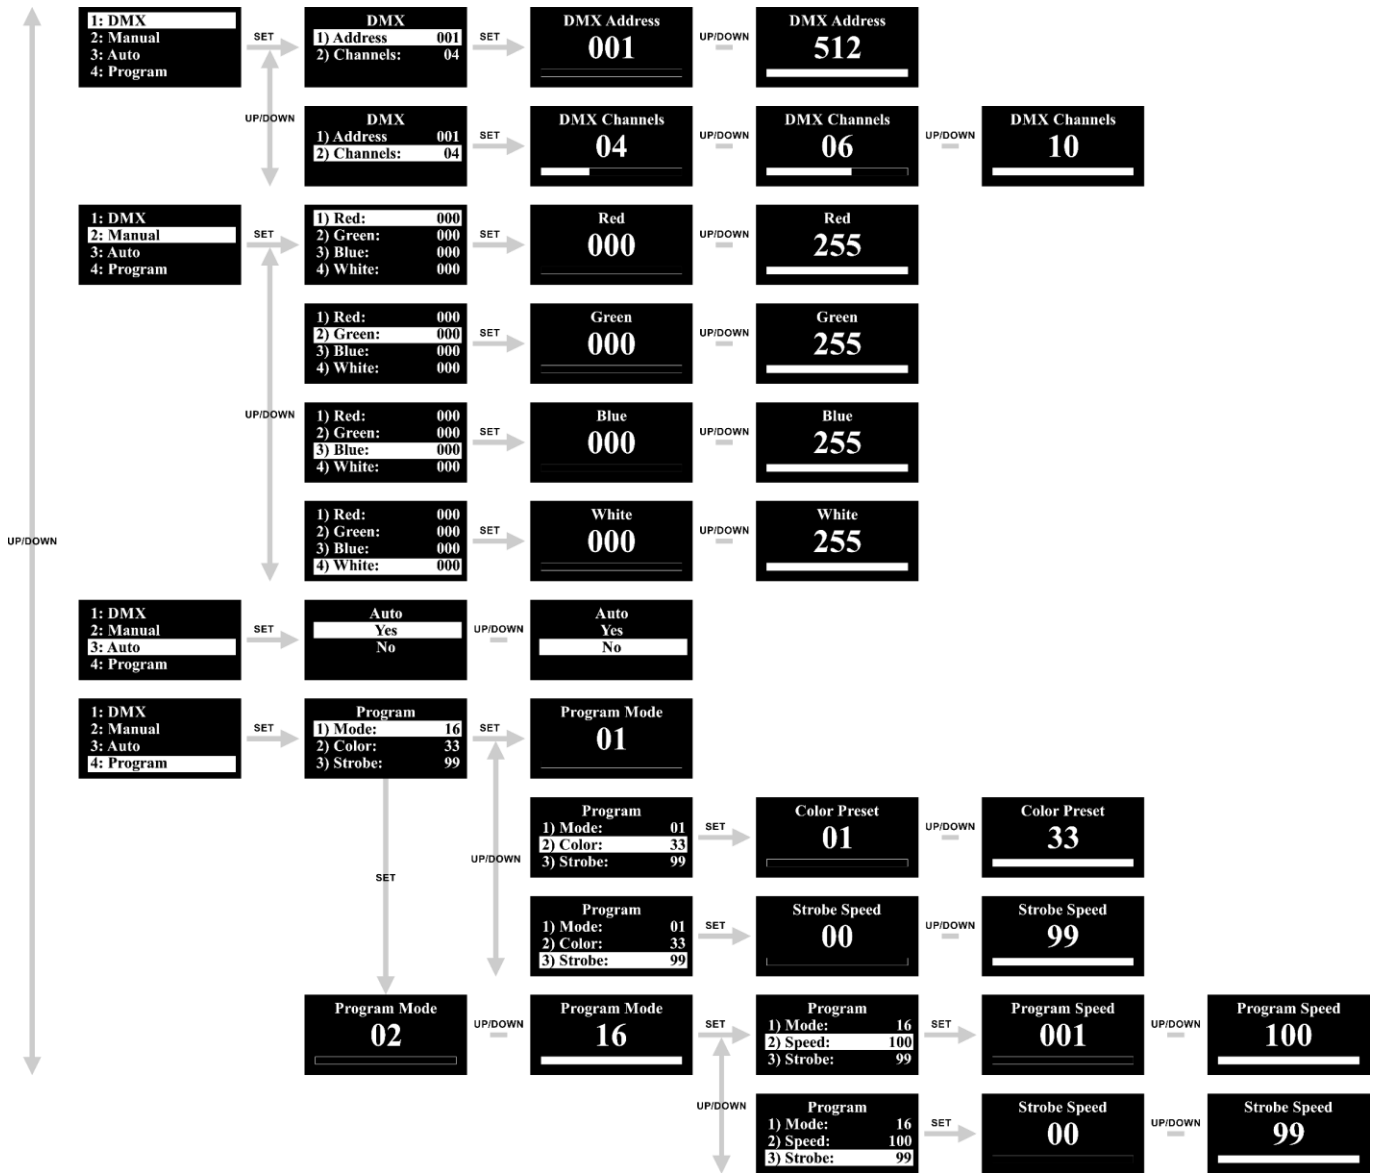 1: DMX
2: Manual
3: Auto
4: Program
SET
DMX
1) Address 001
2) Channels: 04
SET
DMX Address
001
UP/DOWN
DMX Address
512
UP/DOWN
DMX
1) Address 001
2) Channels: 04
SET
DMX Channels
04
UP/DOWN
DMX Channels
06
UP/DOWN
DMX Channels
10
1: DMX
2: Manual
3: Auto
4: Program
SET
1) Red: 000
2) Green: 000
3) Blue: 000
4) White: 000
SET
Red
000
UP/DOWN
Red
255
1) Red: 000
2) Green: 000
3) Blue: 000
4) White: 000
SET
Green
000
UP/DOWN
Green
255
UP/DOWN
1) Red: 000
2) Green: 000
3) Blue: 000
4) White: 000
SET
Blue
000
UP/DOWN
Blue
255
1) Red: 000
2) Green: 000
3) Blue: 000
4) White: 000
SET
White
000
UP/DOWN
White
255
UP/DOWN
1: DMX
2: Manual
3: Auto
4: Program
SET
Auto
Yes
No
UP/DOWN
Auto
Yes
No
1: DMX
2: Manual
3: Auto
4: Program
SET
Program
1) Mode: 16
2) Color: 33
3) Strobe: 99
SET
Program Mode
01
UP/DOWN
Program
1) Mode: 01
2) Color: 33
3) Strobe: 99
SET
Color Preset
01
UP/DOWN
Color Preset
33
SET
Program
1) Mode: 01
2) Color: 33
3) Strobe: 99
SET
Strobe Speed
00
UP/DOWN
Strobe Speed
99
Program Mode
02
UP/DOWN
Program Mode
16
SET
Program
1) Mode: 16
2) Speed: 100
3) Strobe: 99
SET
Program Speed
001
UP/DOWN
Program Speed
100
UP/DOWN
Program
1) Mode: 16
2) Speed: 100
3) Strobe: 99
SET
Strobe Speed
00
UP/DOWN
Strobe Speed
99